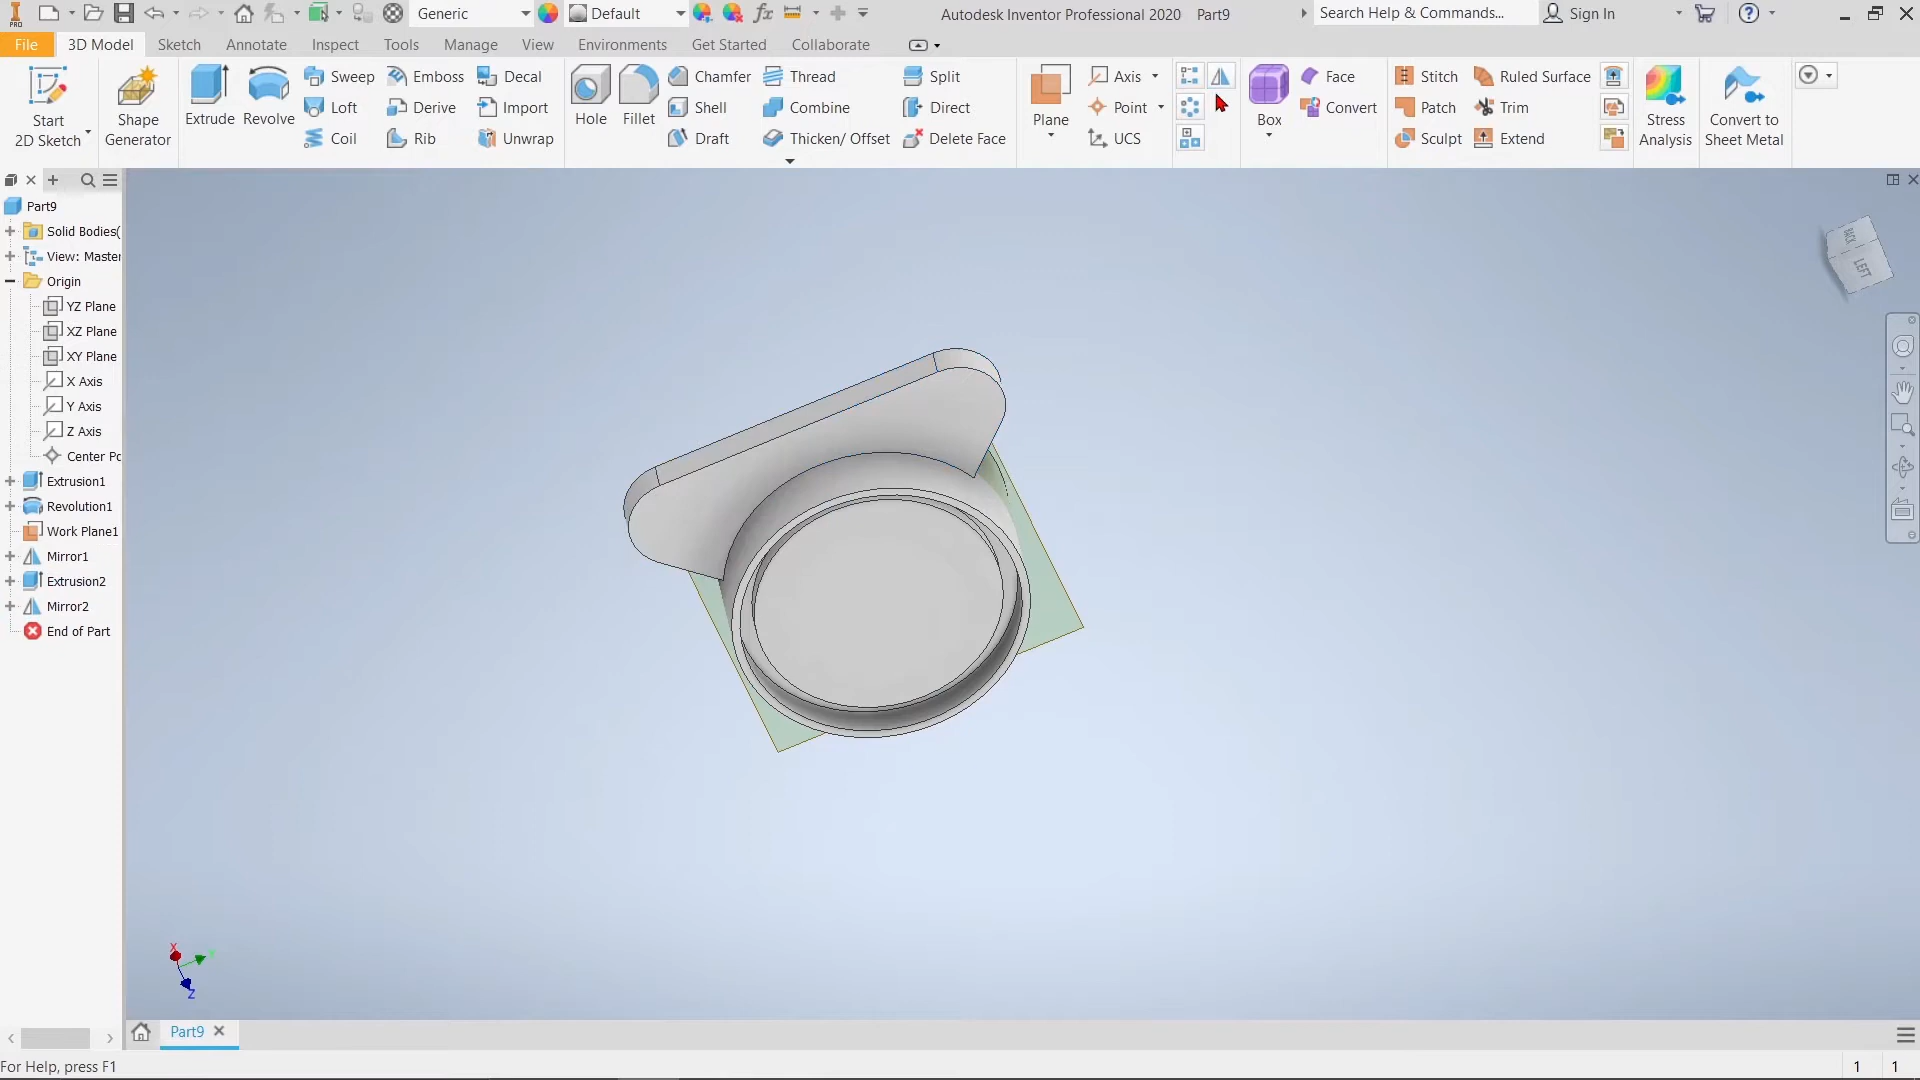 PRO
Generic
Default
fx
Autodesk Inventor Professional 2020 Part9
Search Help & Commands...
Sign In
File
3D Model
Sketch
Annotate
Inspect
Tools
Manage
View
Environments
Get Started
Collaborate
Start
2D Sketch
Shape
Generator
Extrude
Revolve
Sweep
Loft
Coil
Emboss
Derive
Rib
Decal
Import
Unwrap
Hole
Fillet
Chamfer
Shell
Draft
Thread
Combine
Thicken/ Offset
Split
Direct
Delete Face
Plane
Axis
Point
UCS
Box
Face
Convert
Stitch
Patch
Sculpt
Ruled Surface
Trim
Extend
Stress
Analysis
Convert to
Sheet Metal
Part9
Solid Bodies(
View: Master
Origin
YZ Plane
XZ Plane
XY Plane
X Axis
Y Axis
Z Axis
Center Po
Extrusion1
Revolution1
Work Plane1
Mirror1
Extrusion2
Mirror2
End of Part
BACK
LEFT
X
Y
Z
Part9
For Help, press F1
1
1